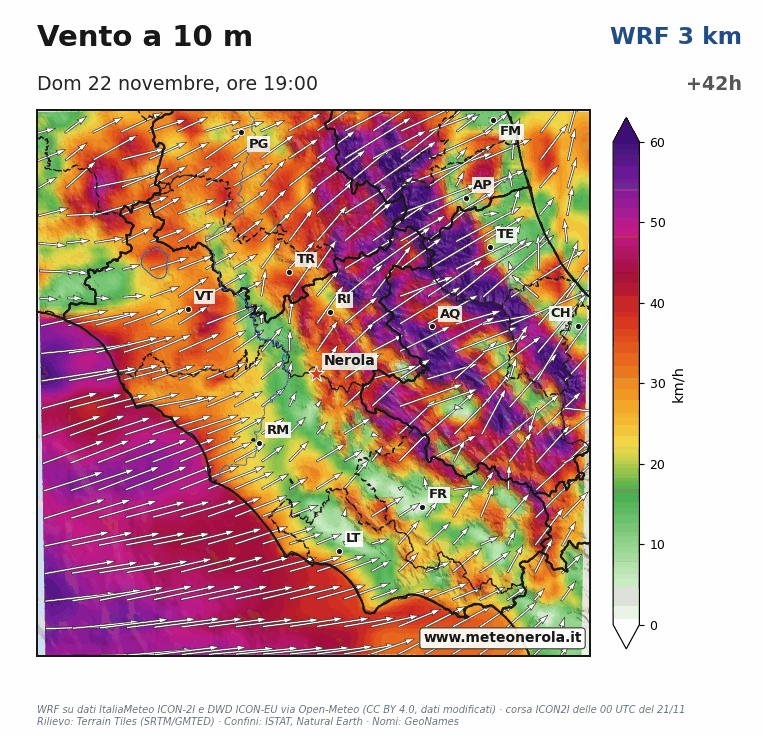 Vento a 10 m
WRF 3 km
Dom 22 novembre, ore 19:00
+42h
PG
FM
AP
TE
TR
VT
RI
AQ
CH
Nerola
RM
FR
LT
www.meteonerola.it
60
50
40
30
20
10
0
km/h
WRF su dati ItaliaMeteo ICON-2I e DWD ICON-EU via Open-Meteo (CC BY 4.0, dati modificati) · corsa ICON2I delle 00 UTC del 21/11
Rilievo: Terrain Tiles (SRTM/GMTED) · Confini: ISTAT, Natural Earth · Nomi: GeoNames